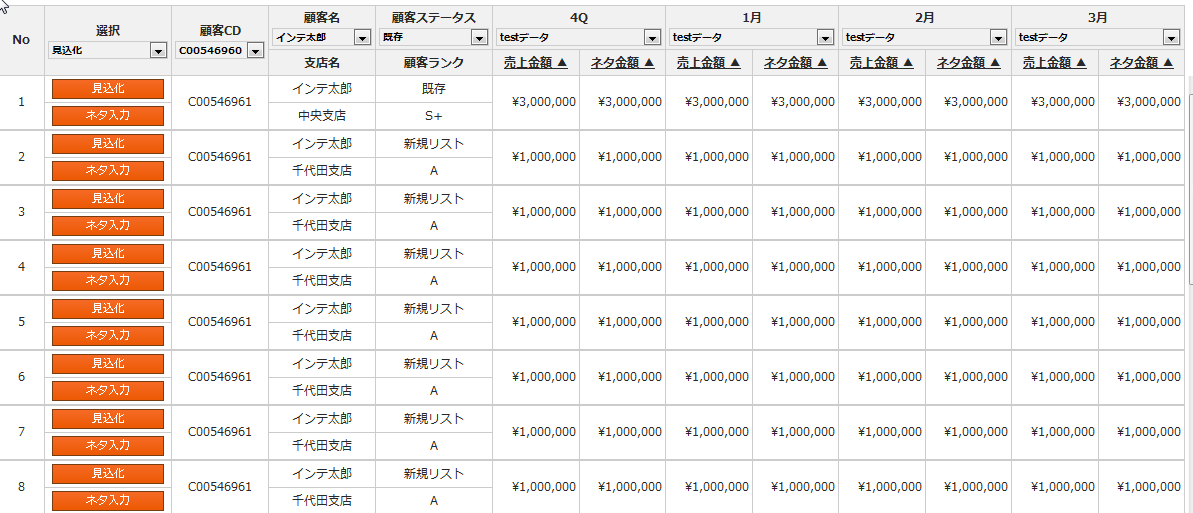 No 選択 顧客CD 顧客名 顧客ステータス 4Q 1月 2月 3月
見込化 C00546960 インテ太郎 既存 testデータ testデータ testデータ testデータ
支店名 顧客ランク 売上金額 ▲ ネタ金額 ▲ 売上金額 ▲ ネタ金額 ▲ 売上金額 ▲ ネタ金額 ▲ 売上金額 ▲ ネタ金額 ▲
見込化 インテ太郎 既存
1 C00546961 ¥3,000,000 ¥3,000,000 ¥3,000,000 ¥3,000,000 ¥3,000,000 ¥3,000,000 ¥3,000,000 ¥3,000,000
ネタ入力 中央支店 S+
見込化 インテ太郎 新規リスト
2 C00546961 ¥1,000,000 ¥1,000,000 ¥1,000,000 ¥1,000,000 ¥1,000,000 ¥1,000,000 ¥1,000,000 ¥1,000,000
ネタ入力 千代田支店 A
見込化 インテ太郎 新規リスト
3 C00546961 ¥1,000,000 ¥1,000,000 ¥1,000,000 ¥1,000,000 ¥1,000,000 ¥1,000,000 ¥1,000,000 ¥1,000,000
ネタ入力 千代田支店 A
見込化 インテ太郎 新規リスト
4 C00546961 ¥1,000,000 ¥1,000,000 ¥1,000,000 ¥1,000,000 ¥1,000,000 ¥1,000,000 ¥1,000,000 ¥1,000,000
ネタ入力 千代田支店 A
見込化 インテ太郎 新規リスト
5 C00546961 ¥1,000,000 ¥1,000,000 ¥1,000,000 ¥1,000,000 ¥1,000,000 ¥1,000,000 ¥1,000,000 ¥1,000,000
ネタ入力 千代田支店 A
見込化 インテ太郎 新規リスト
6 C00546961 ¥1,000,000 ¥1,000,000 ¥1,000,000 ¥1,000,000 ¥1,000,000 ¥1,000,000 ¥1,000,000 ¥1,000,000
ネタ入力 千代田支店 A
見込化 インテ太郎 新規リスト
7 C00546961 ¥1,000,000 ¥1,000,000 ¥1,000,000 ¥1,000,000 ¥1,000,000 ¥1,000,000 ¥1,000,000 ¥1,000,000
ネタ入力 千代田支店 A
見込化 インテ太郎 新規リスト
8 C00546961 ¥1,000,000 ¥1,000,000 ¥1,000,000 ¥1,000,000 ¥1,000,000 ¥1,000,000 ¥1,000,000 ¥1,000,000
ネタ入力 千代田支店 A